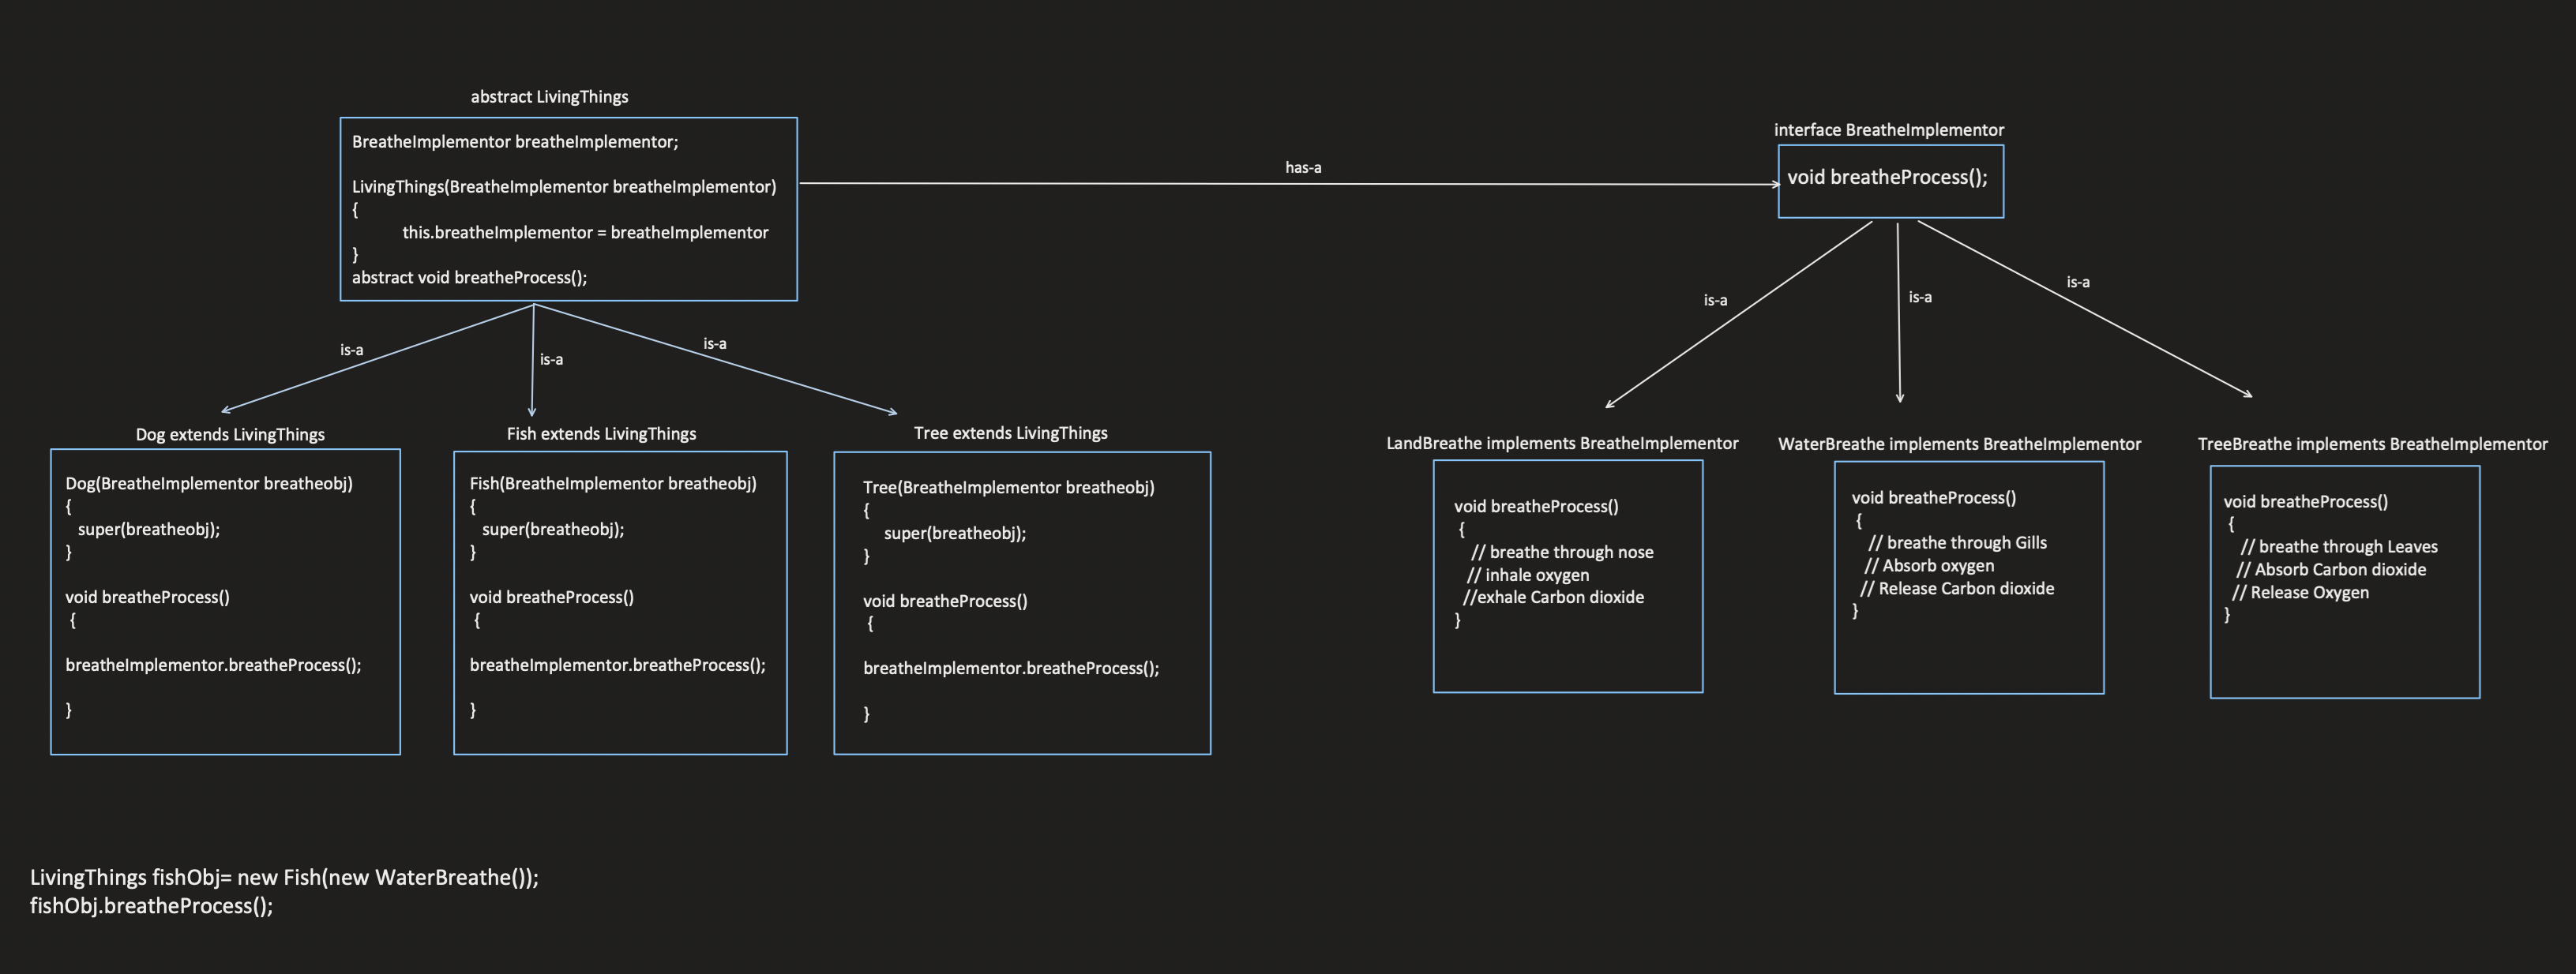 abstract LivingThings
BreatheImplementor breatheImplementor;
LivingThings(BreatheImplementor breatheImplementor)
{
this.breatheImplementor = breatheImplementor
}
abstract void breatheProcess();
has-a
interface BreatheImplementor
void breatheProcess();
is-a
is-a
is-a
is-a
is-a
is-a
Dog extends LivingThings
Dog(BreatheImplementor breatheobj)
{
super(breatheobj);
}
void breatheProcess()
{
breatheImplementor.breatheProcess();
}
Fish extends LivingThings
Fish(BreatheImplementor breatheobj)
{
super(breatheobj);
}
void breatheProcess()
{
breatheImplementor.breatheProcess();
}
Tree extends LivingThings
Tree(BreatheImplementor breatheobj)
{
super(breatheobj);
}
void breatheProcess()
{
breatheImplementor.breatheProcess();
}
LandBreathe implements BreatheImplementor
void breatheProcess()
{
// breathe through nose
// inhale oxygen
//exhale Carbon dioxide
}
WaterBreathe implements BreatheImplementor
void breatheProcess()
{
// breathe through Gills
// Absorb oxygen
// Release Carbon dioxide
}
TreeBreathe implements BreatheImplementor
void breatheProcess()
{
// breathe through Leaves
// Absorb Carbon dioxide
// Release Oxygen
}
LivingThings fishObj= new Fish(new WaterBreathe());
fishObj.breatheProcess();